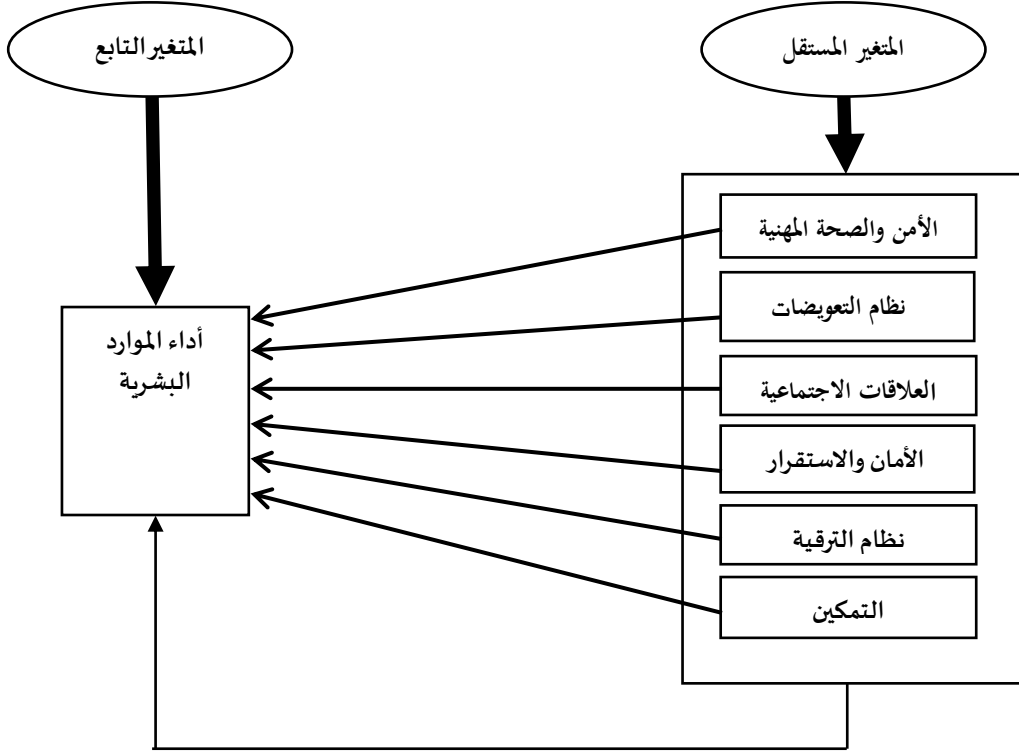 المتغير المستقل
المتغير التابع
الأمن والصحة المهنية
نظام التعويضات
العلاقات الاجتماعية
الأمان والاستقرار
نظام الترقية
التمكين
أداء الموارد
البشرية